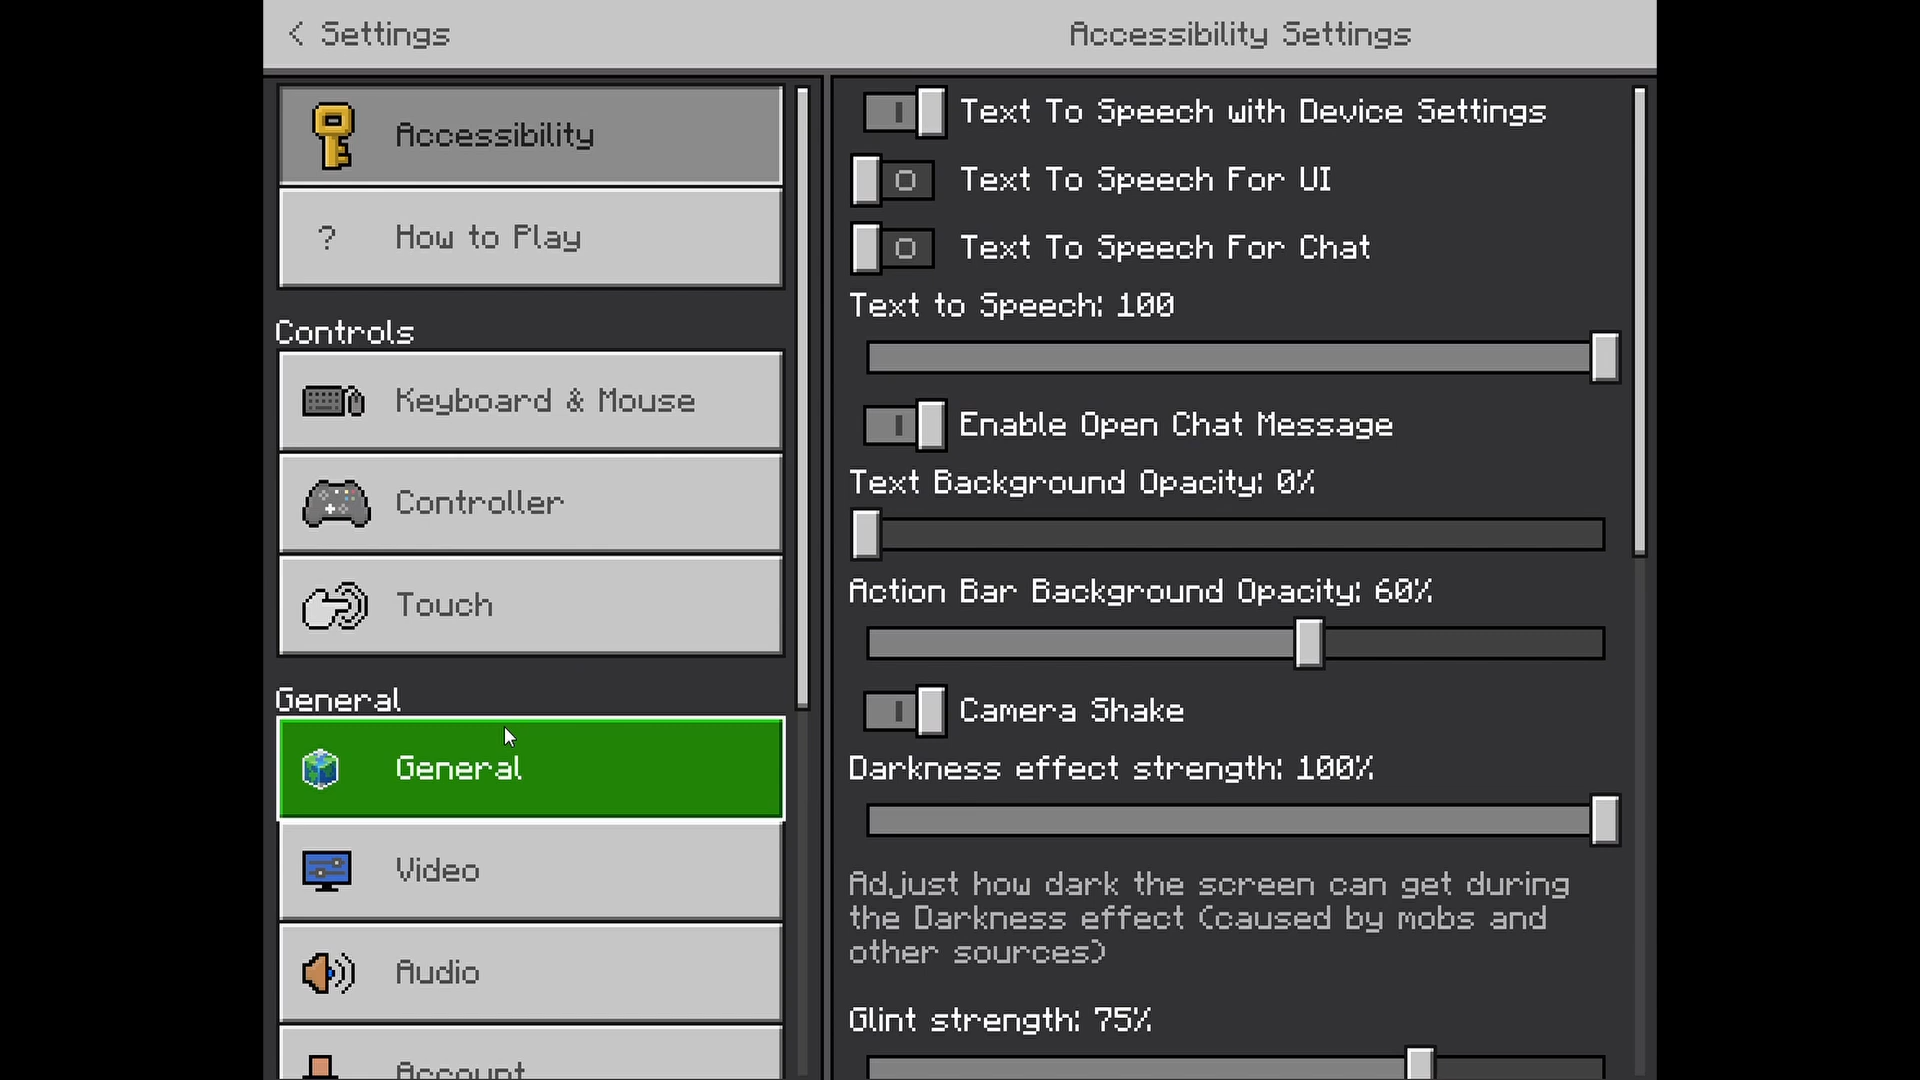 < Settings
Accessibility Settings
Accessibility
? How to Play
Controls
Keyboard & Mouse
Controller
Touch
General
General
Video
Audio
Account
Text To Speech with Device Settings
Text To Speech For UI
Text To Speech For Chat
Text to Speech: 100
Enable Open Chat Message
Text Background Opacity: 0%
Action Bar Background Opacity: 60%
Camera Shake
Darkness effect strength: 100%
Adjust how dark the screen can get during
the Darkness effect (caused by mobs and
other sources)
Glint strength: 75%